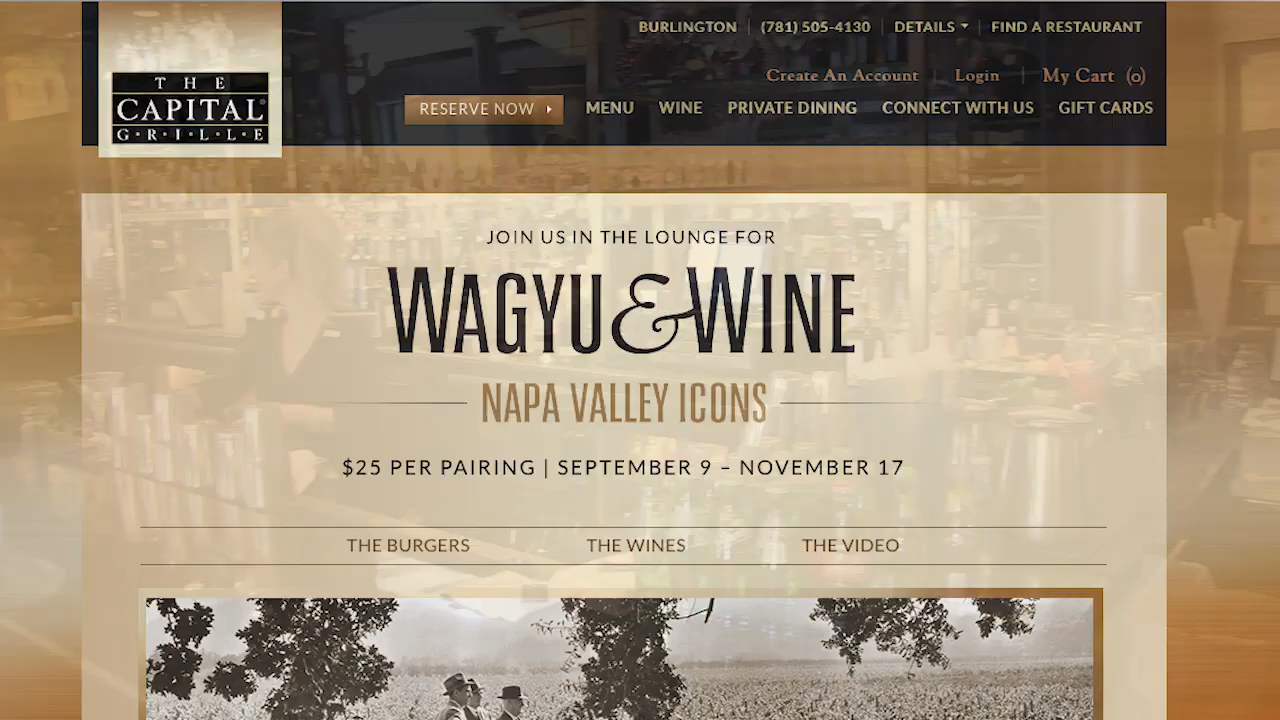 BURLINGTON (781) 505-4130 DETAILS FIND A RESTAURANT
Create An Account Login My Cart (0)
THE
CAPITAL
GRILLE
RESERVE NOW MENU WINE PRIVATE DINING CONNECT WITH US GIFT CARDS
JOIN US IN THE LOUNGE FOR
WAGYU & WINE
NAPA VALLEY ICONS
$25 PER PAIRING | SEPTEMBER 9 – NOVEMBER 17
THE BURGERS THE WINES THE VIDEO